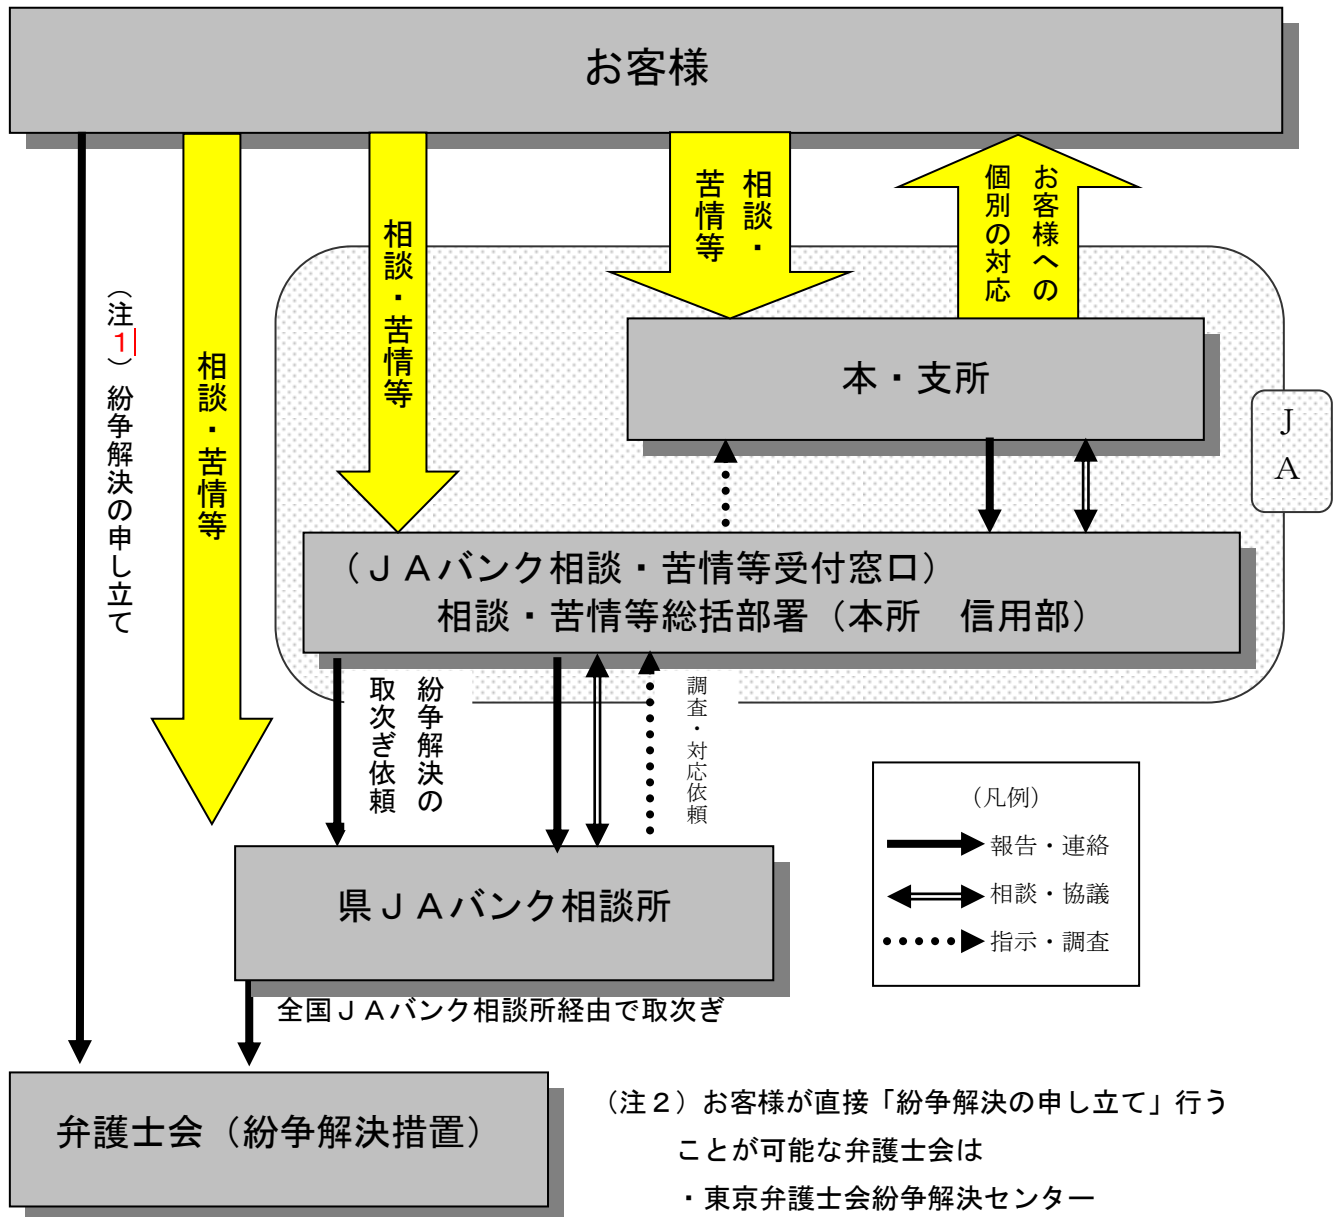 お客様
相談・
苦情等
お客様への
個別の対応
相談・苦情等
相談・苦情等
（注1）紛争解決の申し立て
本・支所
ＪＡ
（ＪＡバンク相談・苦情等受付窓口）
相談・苦情等総括部署（本所　信用部）
紛争解決の
取次ぎ依頼
調査・対応依頼
（凡例）
報告・連絡
相談・協議
指示・調査
県ＪＡバンク相談所
全国ＪＡバンク相談所経由で取次ぎ
弁護士会（紛争解決措置）
（注２）お客様が直接「紛争解決の申し立て」行う
ことが可能な弁護士会は
・東京弁護士会紛争解決センター